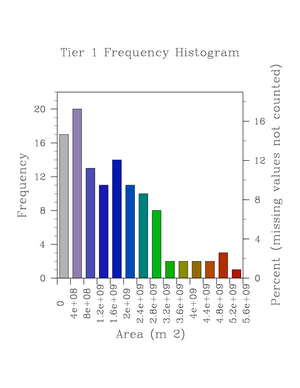 Tier 1 Frequency Histogram
Frequency
20
16
12
8
4
0
16
12
8
4
0
Percent (missing values not counted)
0
4e+08
8e+08
1.2e+09
1.6e+09
2e+09
2.4e+09
2.8e+09
3.2e+09
3.6e+09
4e+09
4.4e+09
4.8e+09
5.2e+09
5.6e+09
Area (m 2)